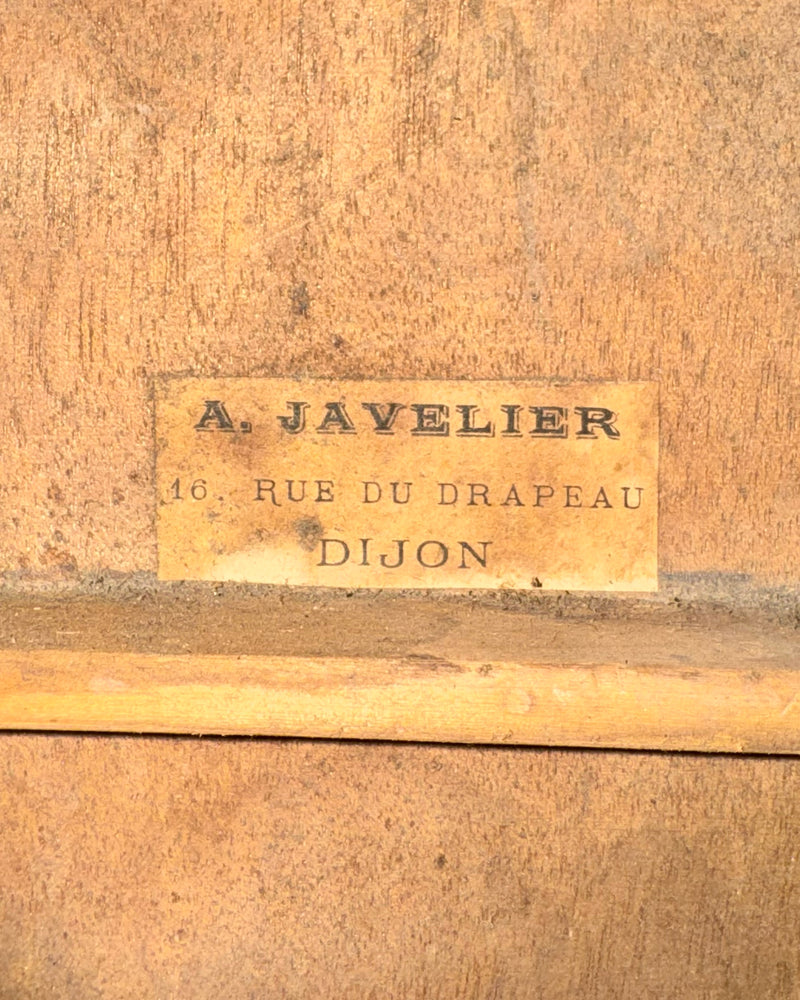 A. JAVELIER
16. RUE DU DRAPEAU
DIJON